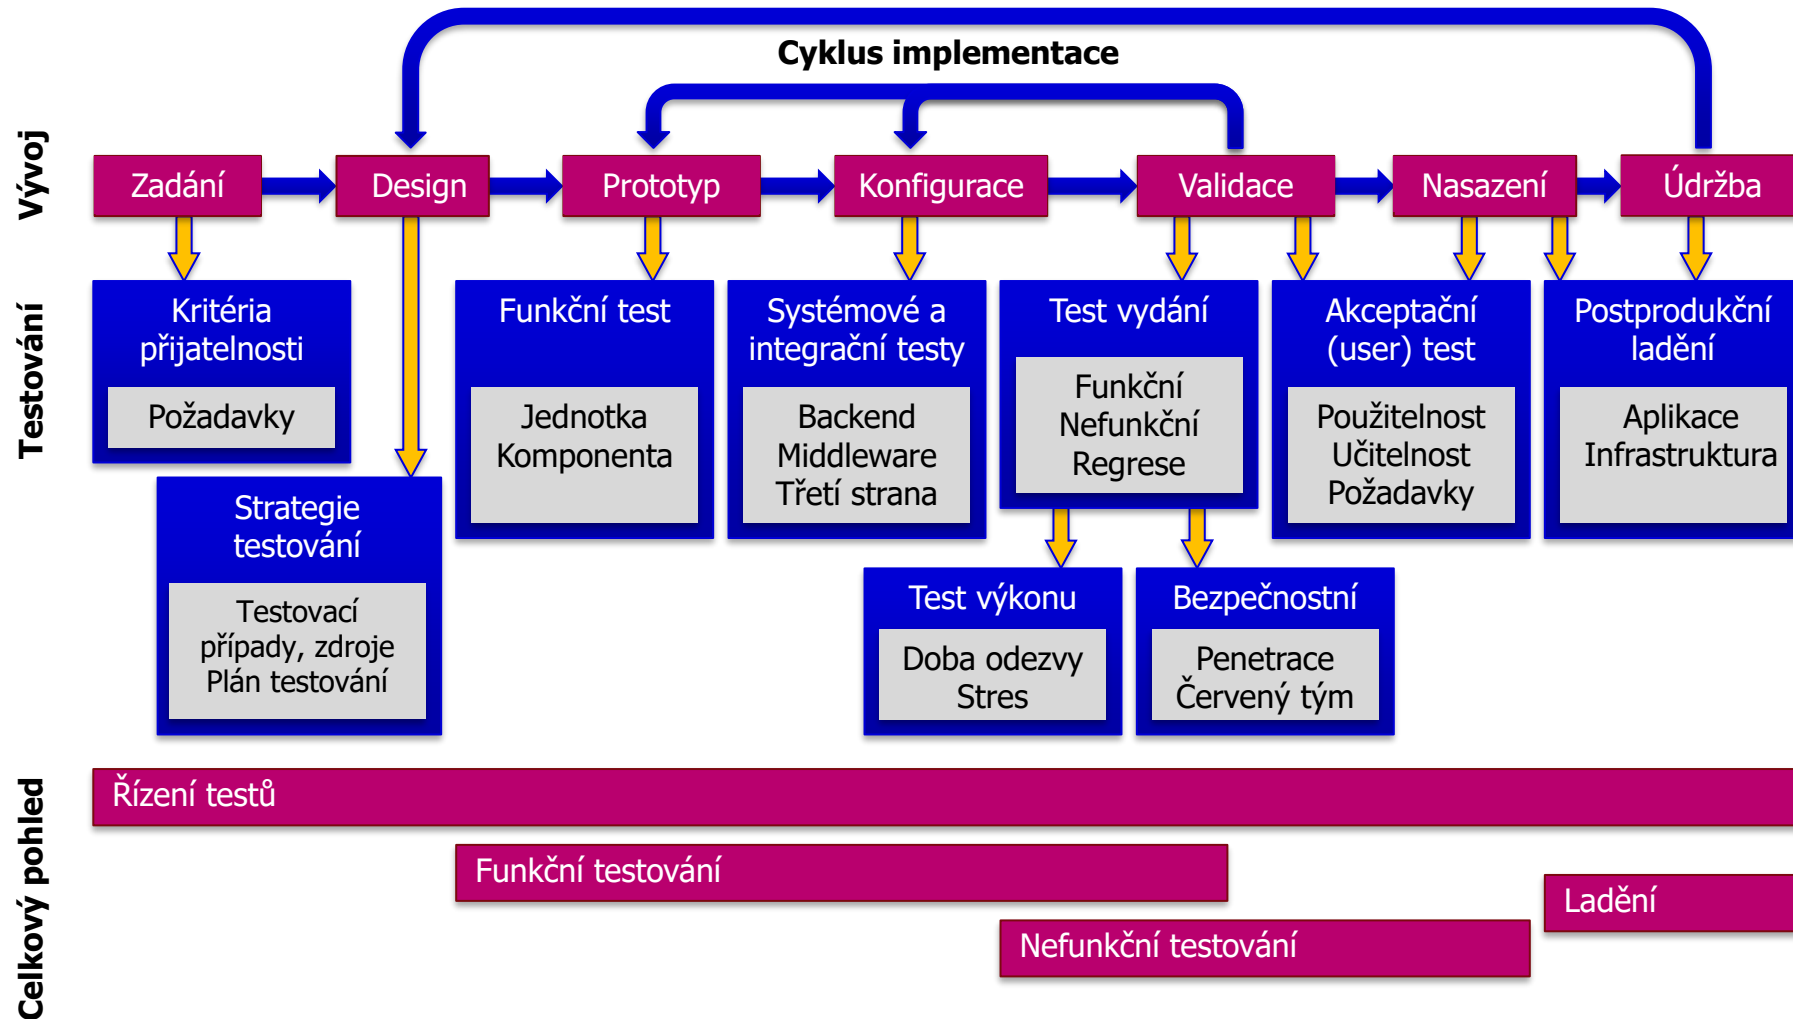 Cyklus implementace
Vývoj
Zadání
Design
Prototyp
Konfigurace
Validace
Nasazení
Údržba
Testování
Kritéria
přijatelnosti
Požadavky
Strategie
testování
Testovací
případy, zdroje
Plán testování
Funkční test
Jednotka
Komponenta
Systémové a
integrační testy
Backend
Middleware
Třetí strana
Test vydání
Funkční
Nefunkční
Regrese
Test výkonu
Doba odezvy
Stres
Bezpečnostní
Penetrace
Červený tým
Akceptační
(user) test
Použitelnost
Učitelnost
Požadavky
Postprodukční
ladění
Aplikace
Infrastruktura
Celkový pohled
Řízení testů
Funkční testování
Nefunkční testování
Ladění